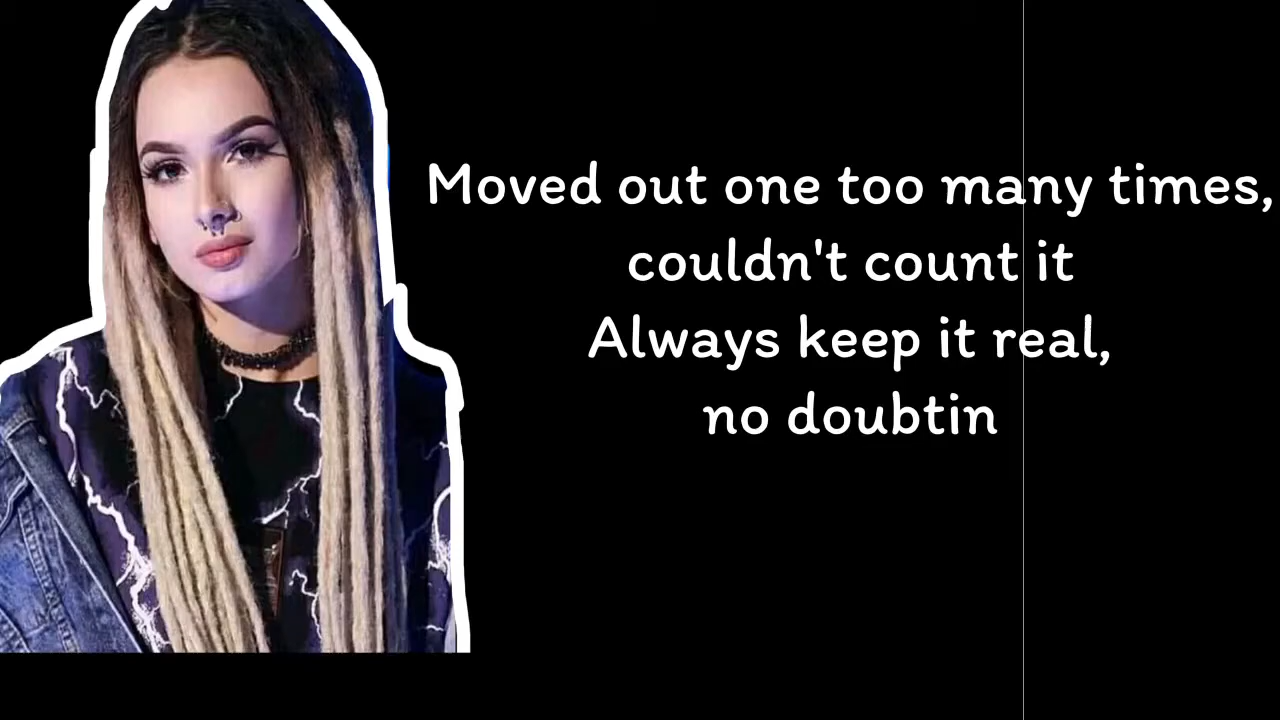 Moved out one too many times,
couldn't count it
Always keep it real,
no doubtin